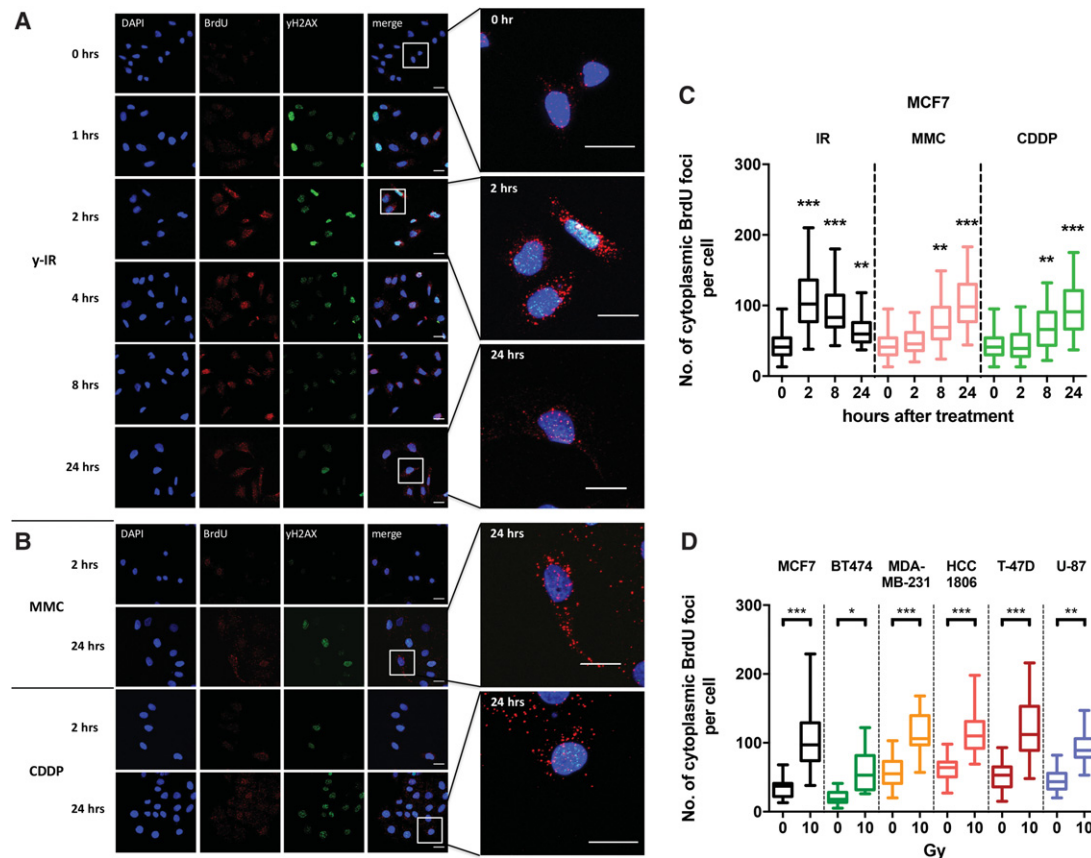 A
DAPI BrdU yH2AX merge
0 hrs
1 hrs
2 hrs
y-IR
4 hrs
8 hrs
24 hrs
0 hr
2 hrs
24 hrs
B
DAPI BrdU yH2AX merge
2 hrs
MMC
24 hrs
2 hrs
CDDP
24 hrs
24 hrs
24 hrs
C
MCF7
IR MMC CDDP
No. of cytoplasmic BrdU foci
per cell
300
200
100
0
*** *** ** ** *** ** ***
0 2 8 24 0 2 8 24 0 2 8 24
hours after treatment
D
MCF7 BT474 MDA-MB-231 HCC 1806 T-47D U-87
*** * *** *** *** **
No. of cytoplasmic BrdU foci
per cell
300
200
100
0
0 10 0 10 0 10 0 10 0 10 0 10
Gy